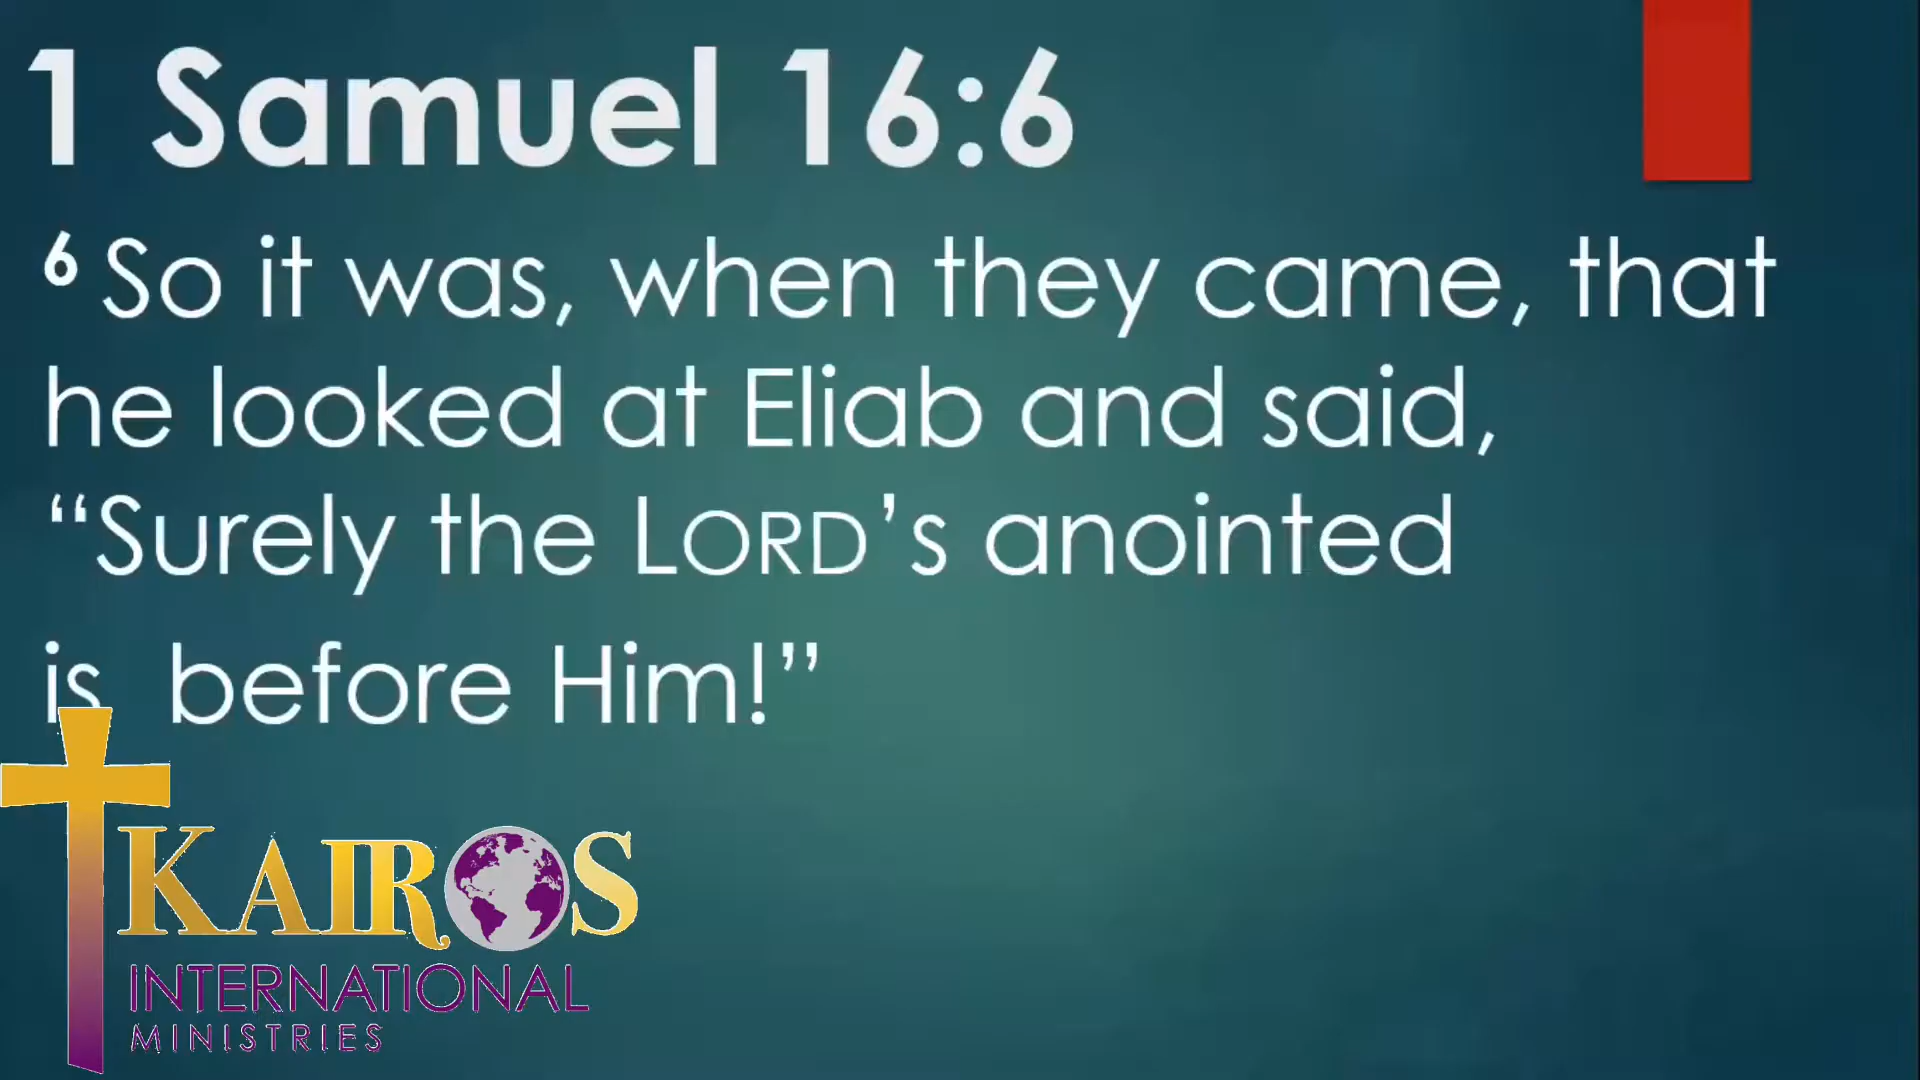 1 Samuel 16:6
6 So it was, when they came, that
he looked at Eliab and said,
“Surely the LORD’s anointed
is before Him!”
KAIROS
INTERNATIONAL
MINISTRIES